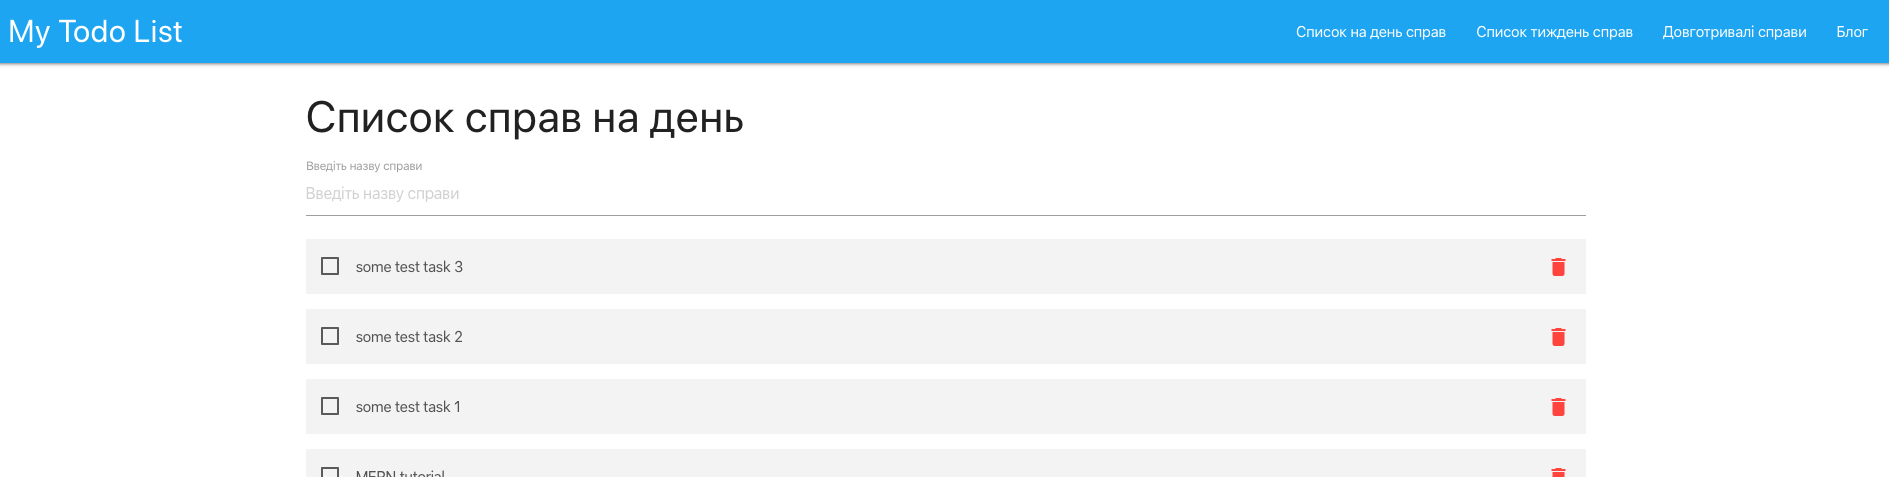 My Todo List
Список на день справ
Список тиждень справ
Довготривалі справи
Блог
Список справ на день
Введіть назву справи
Введіть назву справи
some test task 3
some test task 2
some test task 1
MERN tutorial